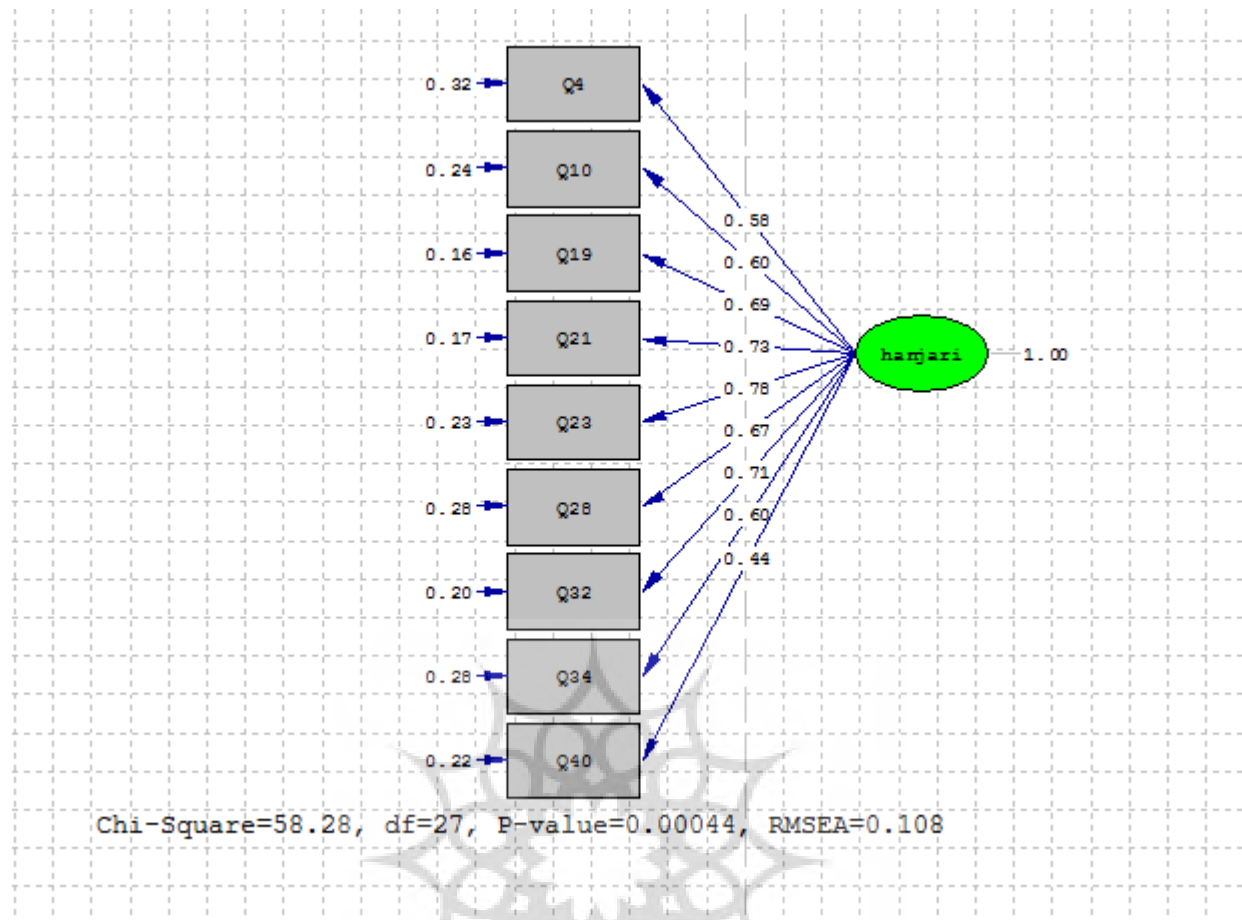 0.32 Q4
0.24 Q10
0.16 Q19
0.17 Q21
0.23 Q23
0.28 Q28
0.20 Q32
0.28 Q34
0.22 Q40
0.58
0.60
0.69
0.73
0.78
0.67
0.71
0.60
0.44
hanjari 1.00
Chi-Square=58.28, df=27, P-value=0.00044, RMSEA=0.108